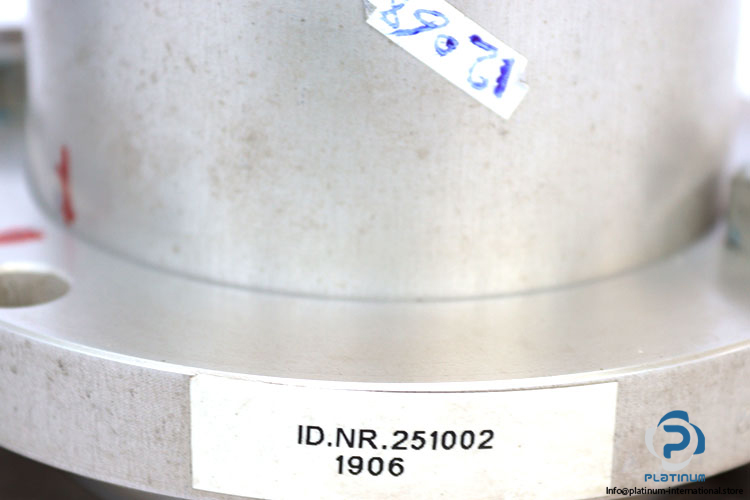 ID.NR.251002
1906
PLATINUM
Info@platinum-international.store